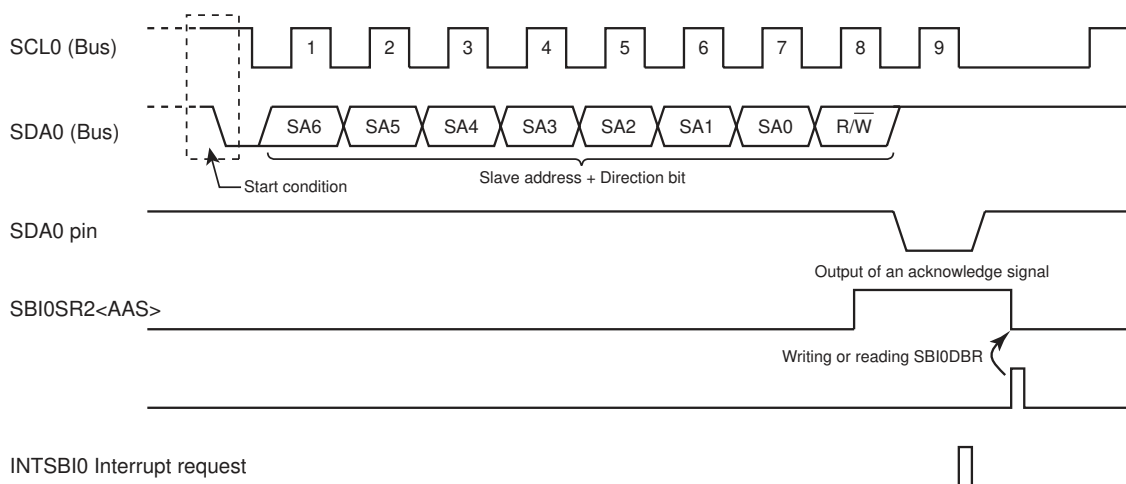 SCL0 (Bus)
1 2 3 4 5 6 7 8 9
SDA0 (Bus)
SA6 SA5 SA4 SA3 SA2 SA1 SA0 R/W̅
Slave address + Direction bit
Start condition
SDA0 pin
Output of an acknowledge signal
SBI0SR2<AAS>
Writing or reading SBI0DBR
INTSBI0 Interrupt request